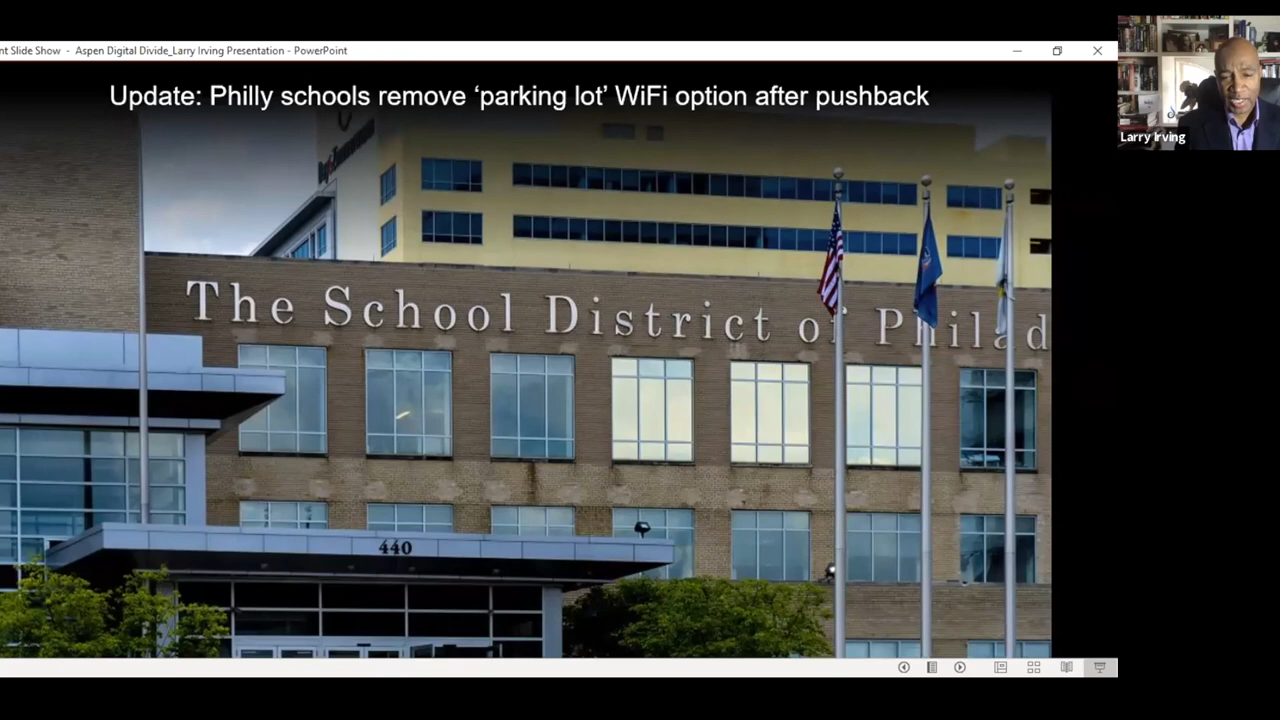 nt Slide Show - Aspen Digital Divide_Larry Irving Presentation - PowerPoint
Update: Philly schools remove ‘parking lot’ WiFi option after pushback
Larry Irving
The School District of Philad
440